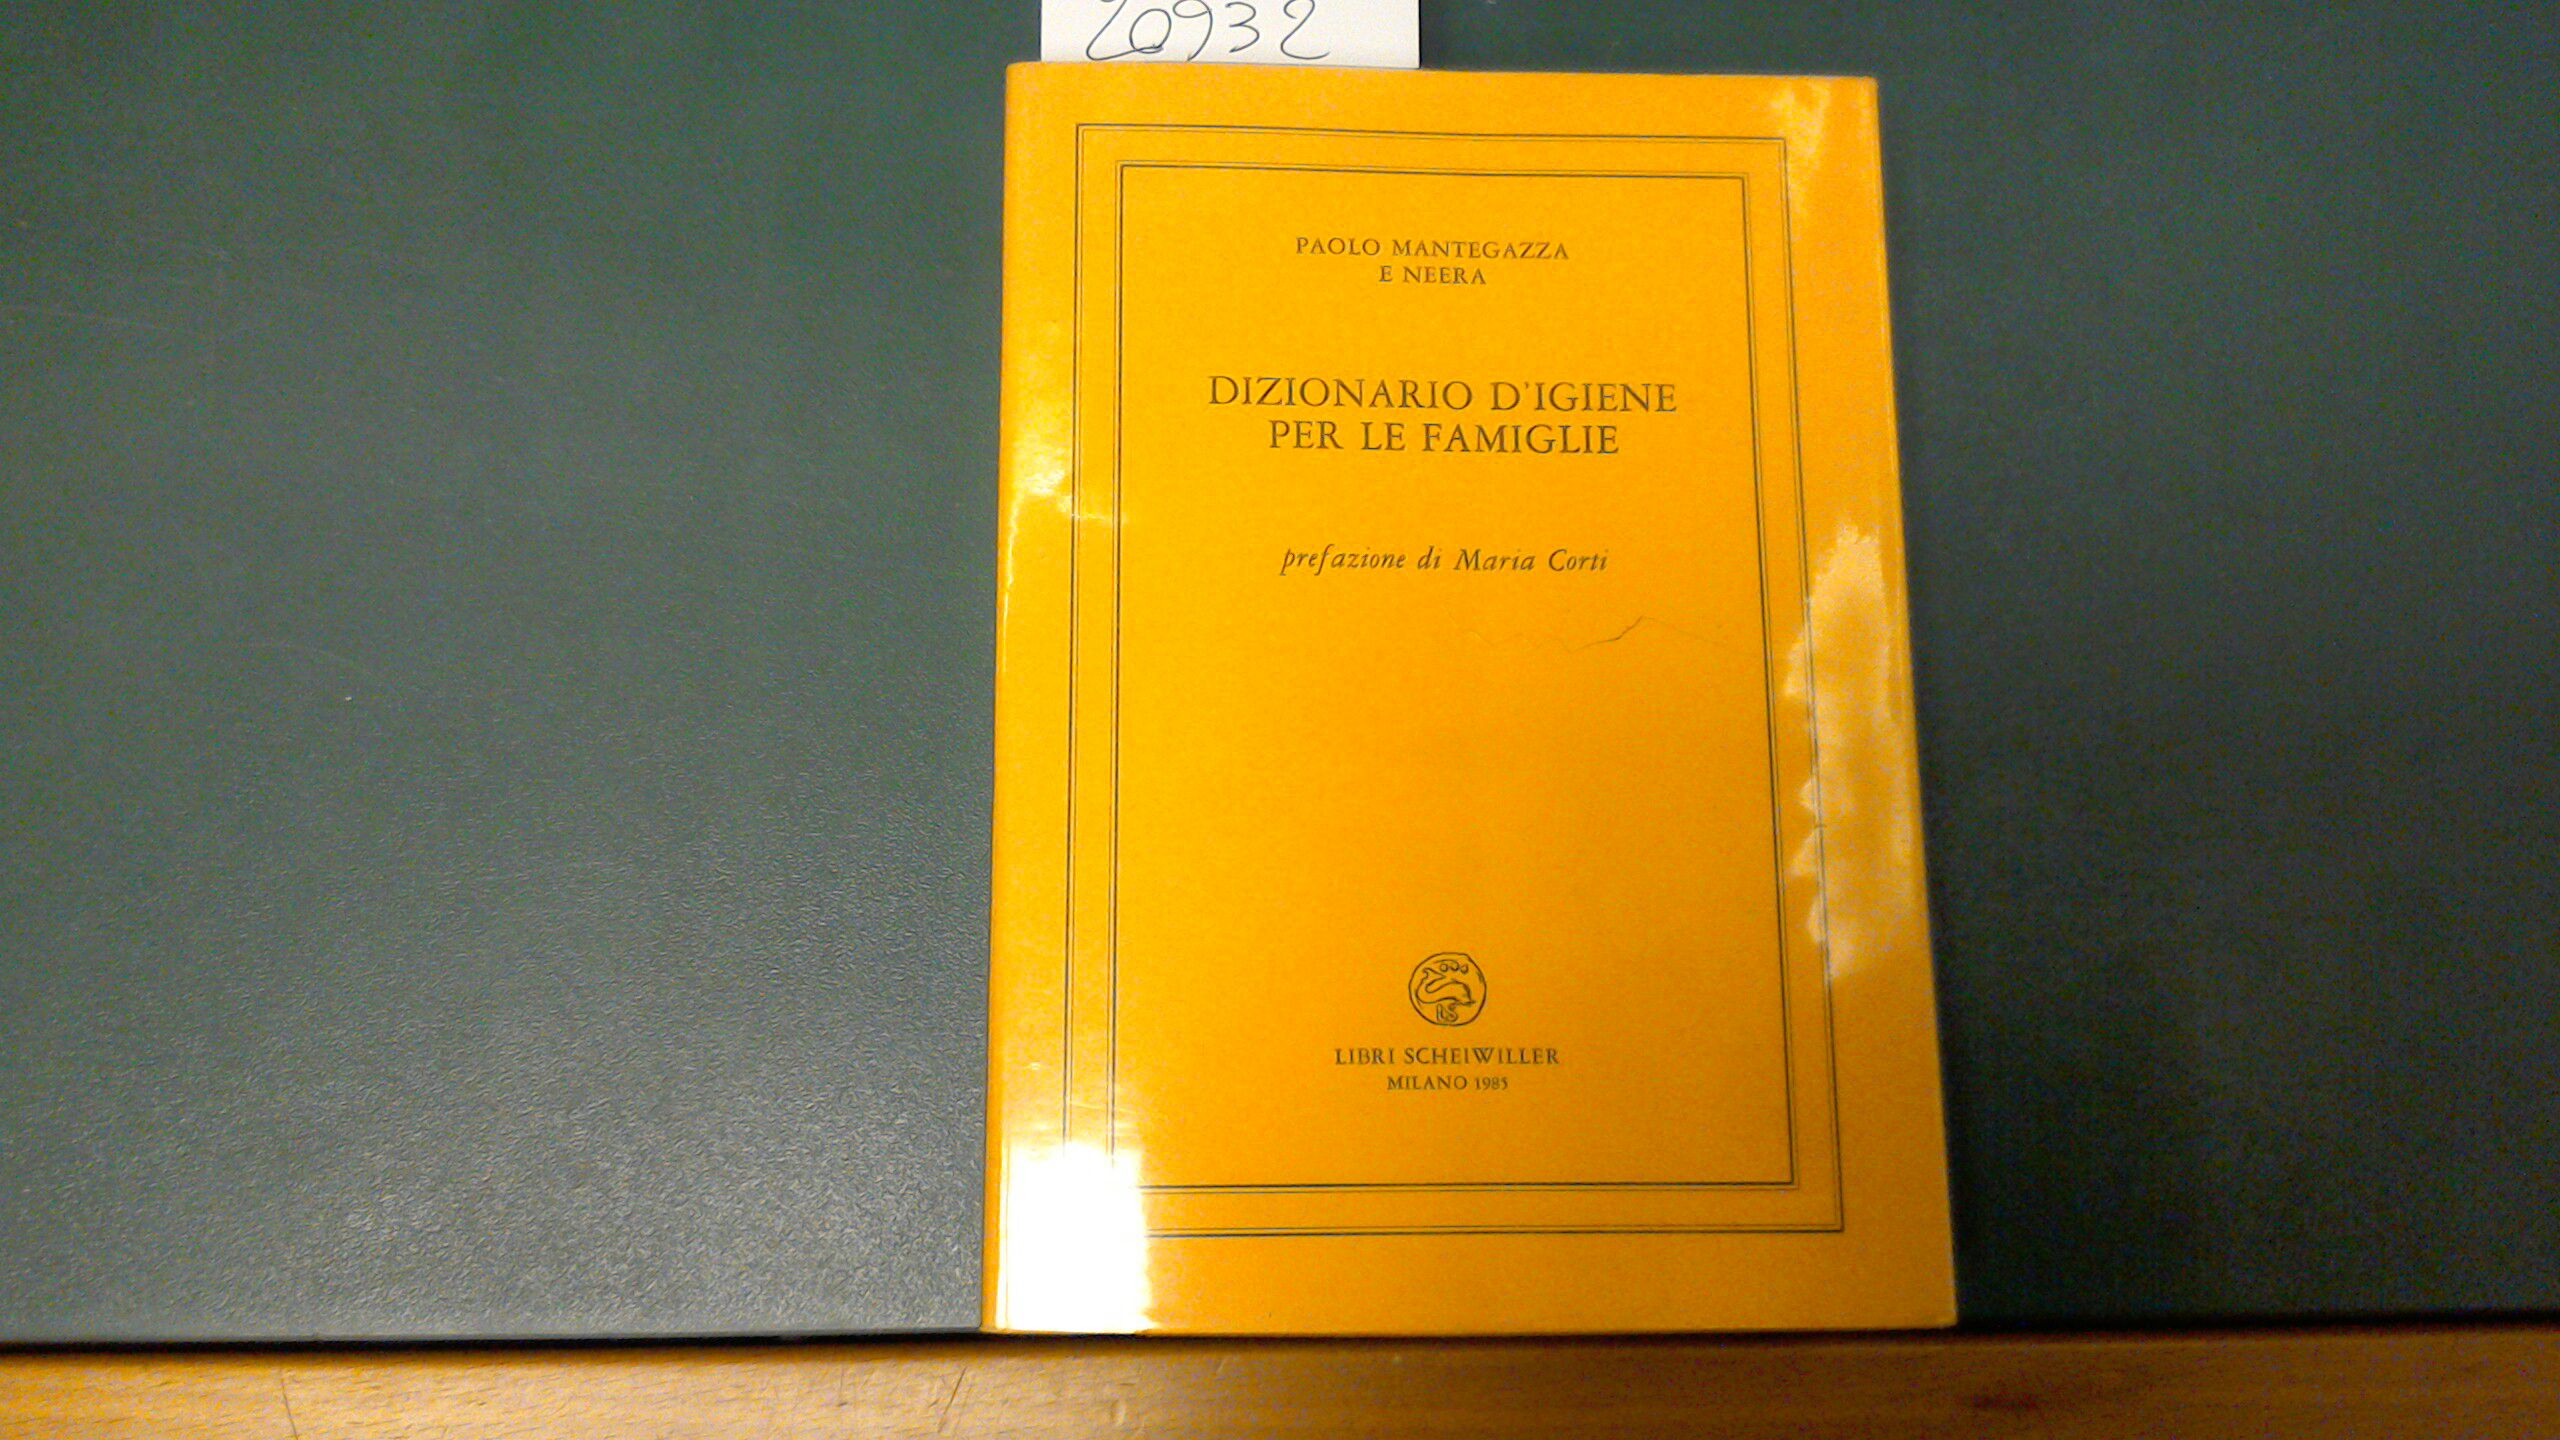 20932
PAOLO MANTEGAZZA
E NEERA
DIZIONARIO D'IGIENE
PER LE FAMIGLIE
prefazione di Maria Corti
LIBRI SCHEIWILLER
MILANO 1985